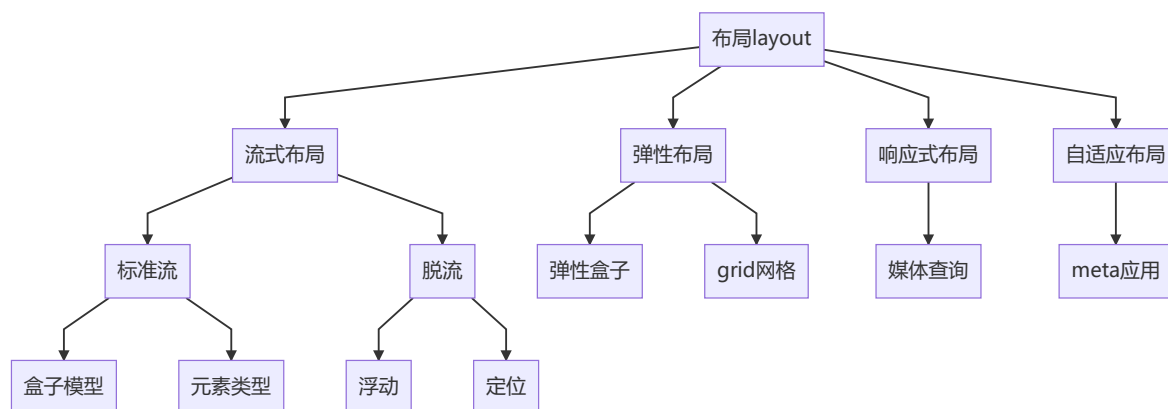 布局layout
流式布局
弹性布局
响应式布局
自适应布局
标准流
脱流
弹性盒子
grid网格
媒体查询
meta应用
盒子模型
元素类型
浮动
定位